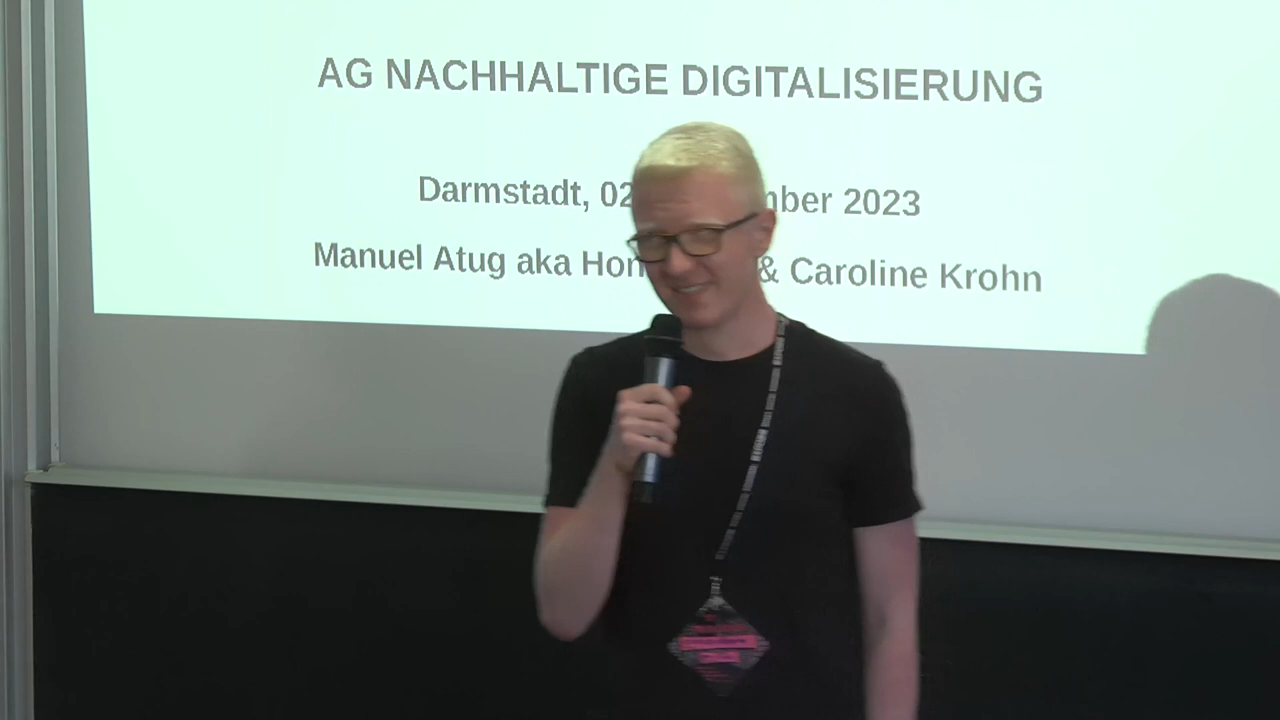 AG NACHHALTIGE DIGITALISIERUNG
Darmstadt, 02 mber 2023
Manuel Atug aka Hon & Caroline Krohn